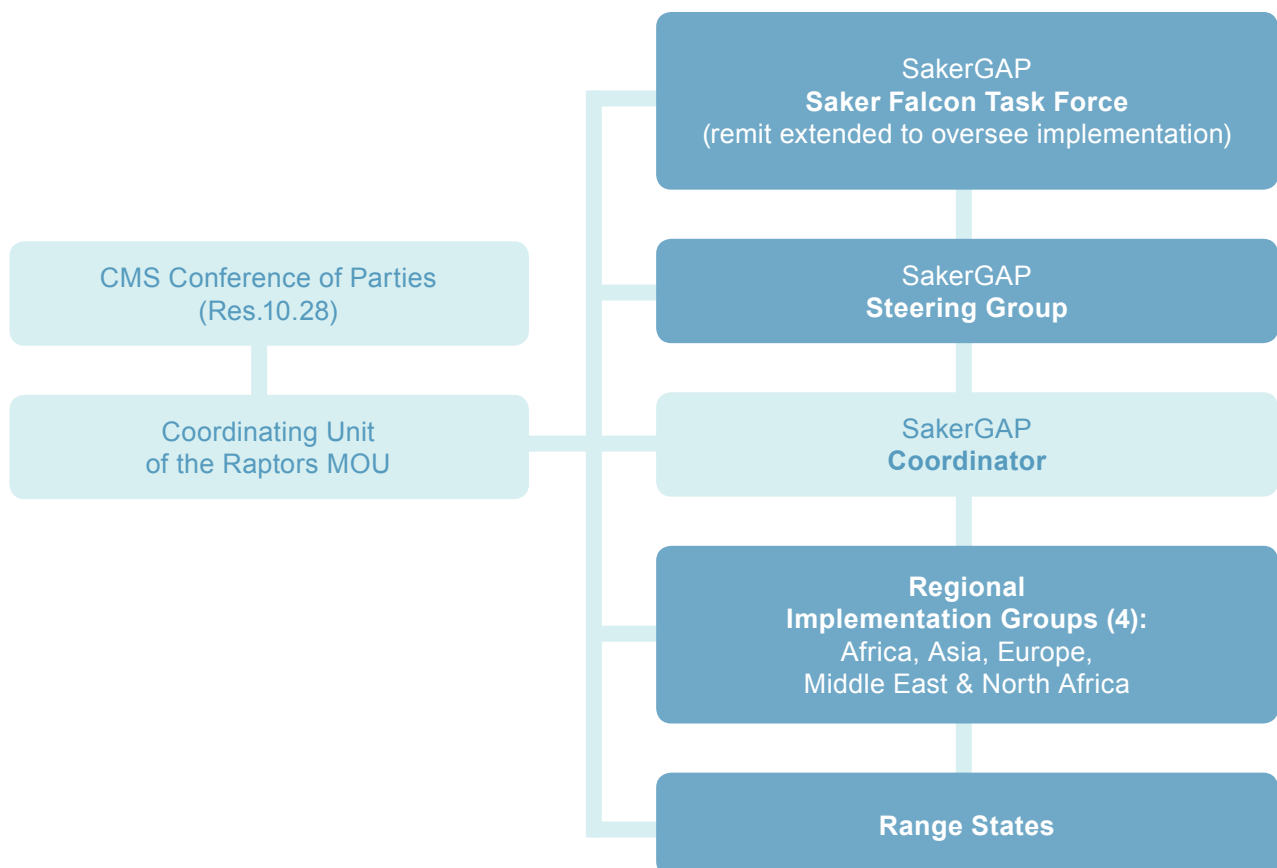 SakerGAP
Saker Falcon Task Force
(remit extended to oversee implementation)
CMS Conference of Parties
(Res.10.28)
SakerGAP
Steering Group
Coordinating Unit
of the Raptors MOU
SakerGAP
Coordinator
Regional
Implementation Groups (4):
Africa, Asia, Europe,
Middle East & North Africa
Range States